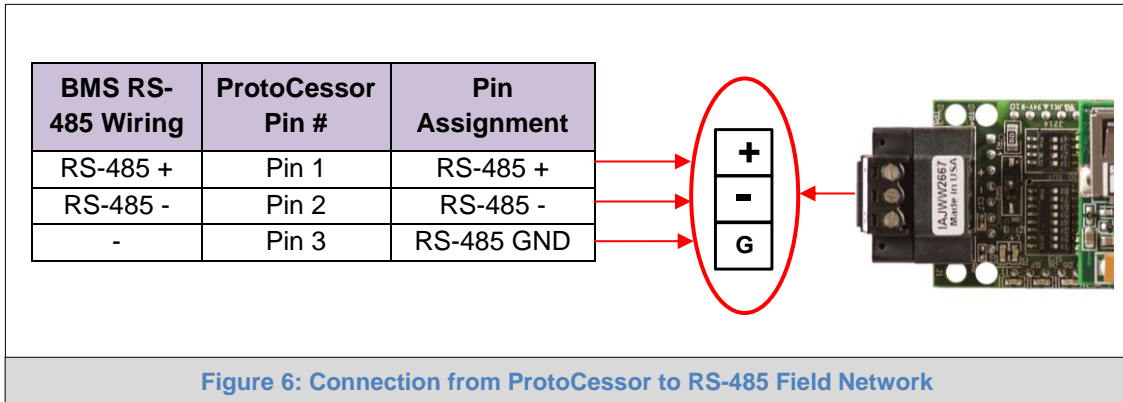 BMS RS-
485 Wiring
ProtoCessor
Pin #
Pin
Assignment
RS-485 + Pin 1 RS-485 +
RS-485 - Pin 2 RS-485 -
- Pin 3 RS-485 GND
+
-
G
IAJWW2667
Made in USA
3214
Figure 6: Connection from ProtoCessor to RS-485 Field Network